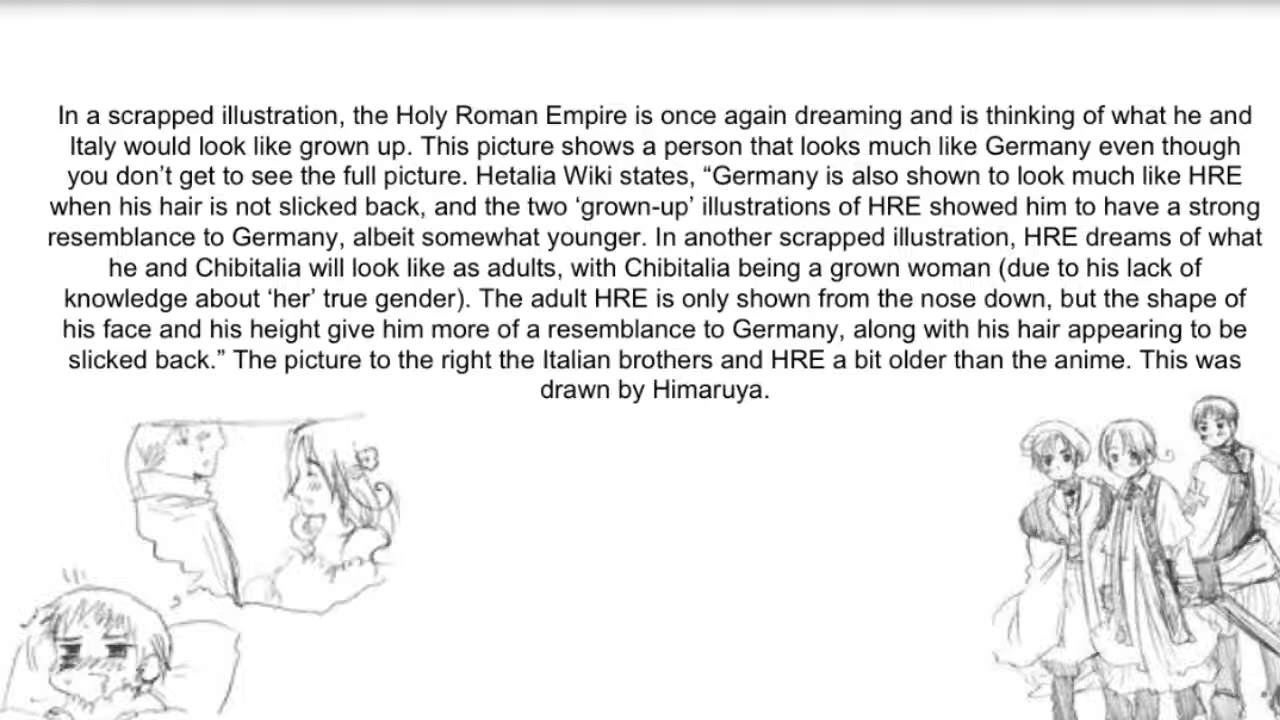 In a scrapped illustration, the Holy Roman Empire is once again dreaming and is thinking of what he and
Italy would look like grown up. This picture shows a person that looks much like Germany even though
you don’t get to see the full picture. Hetalia Wiki states, “Germany is also shown to look much like HRE
when his hair is not slicked back, and the two ‘grown-up’ illustrations of HRE showed him to have a strong
resemblance to Germany, albeit somewhat younger. In another scrapped illustration, HRE dreams of what
he and Chibitalia will look like as adults, with Chibitalia being a grown woman (due to his lack of
knowledge about ‘her’ true gender). The adult HRE is only shown from the nose down, but the shape of
his face and his height give him more of a resemblance to Germany, along with his hair appearing to be
slicked back.” The picture to the right the Italian brothers and HRE a bit older than the anime. This was
drawn by Himaruya.